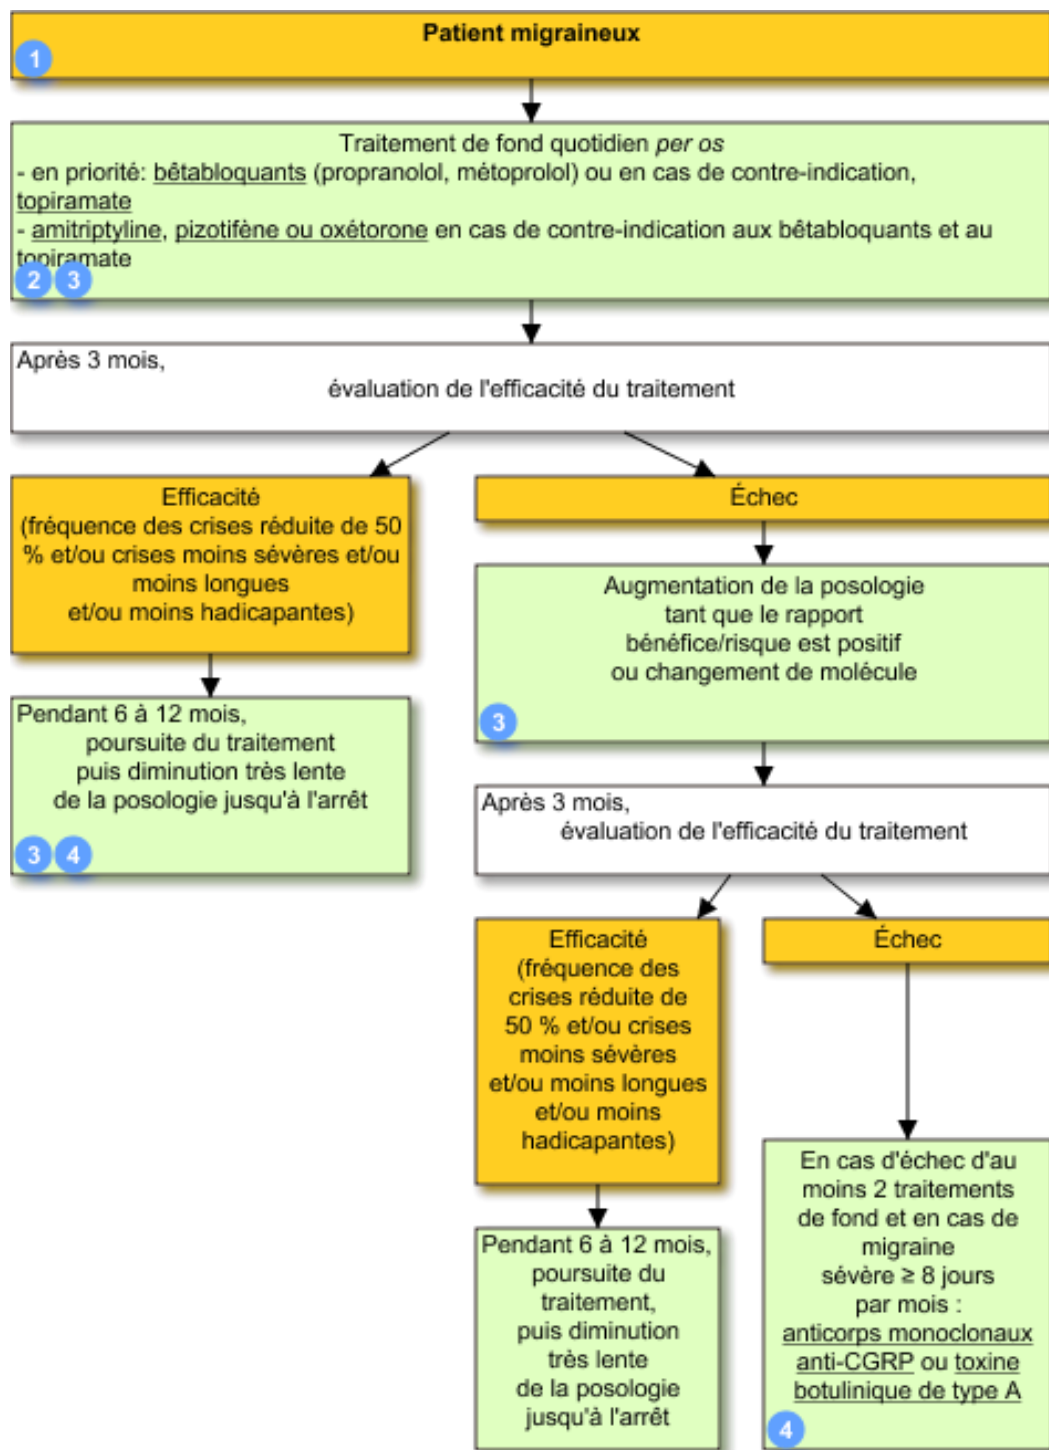 Patient migraineux
1
Traitement de fond quotidien per os
- en priorité: bêtabloquants (propranolol, métoprolol) ou en cas de contre-indication,
topiramate
- amitriptyline, pizotifène ou oxétorone en cas de contre-indication aux bêtabloquants et au
topiramate
2 3
Après 3 mois,
évaluation de l'efficacité du traitement
Efficacité
(fréquence des crises réduite de 50
% et/ou crises moins sévères et/ou
moins longues
et/ou moins hadicapantes)
Pendant 6 à 12 mois,
poursuite du traitement
puis diminution très lente
de la posologie jusqu'à l'arrêt
3 4
Échec
Augmentation de la posologie
tant que le rapport
bénéfice/risque est positif
ou changement de molécule
3
Après 3 mois,
évaluation de l'efficacité du traitement
Efficacité
(fréquence des
crises réduite de
50 % et/ou crises
moins sévères
et/ou moins longues
et/ou moins
hadicapantes)
Pendant 6 à 12 mois,
poursuite du
traitement,
puis diminution
très lente
de la posologie
jusqu'à l'arrêt
Échec
En cas d'échec d'au
moins 2 traitements
de fond et en cas de
migraine
sévère ≥ 8 jours
par mois :
anticorps monoclonaux
anti-CGRP ou toxine
botulinique de type A
4